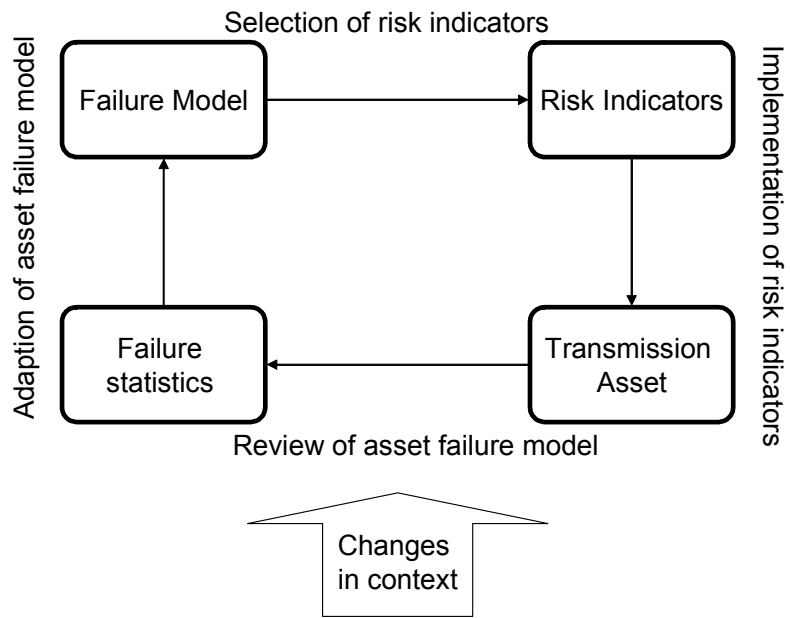 Selection of risk indicators
Failure Model
Risk Indicators
Implementation of risk indicators
Transmission
Asset
Review of asset failure model
Failure
statistics
Adaption of asset failure model
Changes
in context